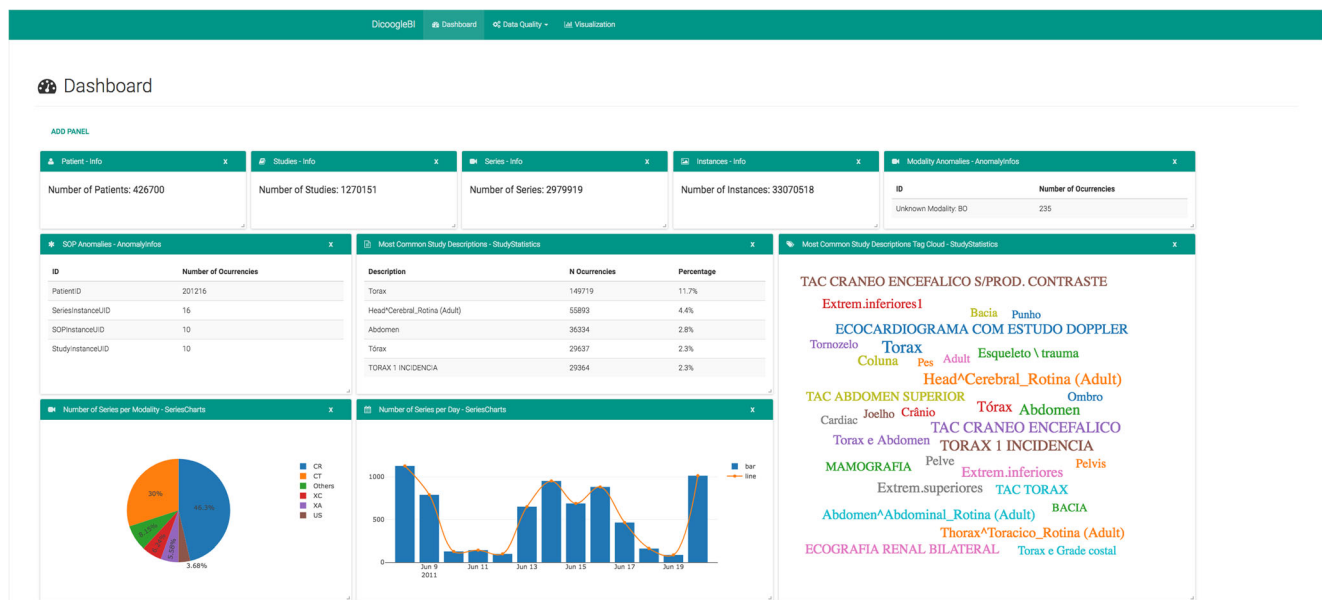 DicoogleBI Dashboard Data Quality Visualization
Dashboard
ADD PANEL
Patient - Info x
Number of Patients: 426700
Studies - Info x
Number of Studies: 1270151
Series - Info x
Number of Series: 2979919
Instances - Info x
Number of Instances: 33070518
Modality Anomalies - AnomalyInfos x
ID Number of Ocurrencies
Unknown Modality: BO 235
SOP Anomalies - AnomalyInfos x
ID Number of Ocurrencies
PatientID 201216
SeriesInstanceUID 16
SOPInstanceUID 10
StudyInstanceUID 10
Most Common Study Descriptions - StudyStatistics x
Description N Ocurrencies Percentage
Torax 149719 11.7%
Head^Cerebral_Rotina (Adult) 55893 4.4%
Abdomen 36334 2.8%
Tórax 29637 2.3%
TORAX 1 INCIDENCIA 29364 2.3%
Most Common Study Descriptions Tag Cloud - StudyStatistics x
TAC CRANEO ENCEFALICO S/PROD. CONTRASTE
Extrem.inferiores1
Bacia Punho
ECOCARDIOGRAMA COM ESTUDO DOPPLER
Tornozelo Torax
Coluna Pes Adult Esqueleto \ trauma
Head^Cerebral_Rotina (Adult)
TAC ABDOMEN SUPERIOR Ombro
Cardiac Joelho Crânio Tórax Abdomen
TAC CRANEO ENCEFALICO
Torax e Abdomen TORAX 1 INCIDENCIA
MAMOGRAFIA Pelve Extrem.inferiores Pelvis
Extrem.superiores TAC TORAX
Abdomen^Abdominal_Rotina (Adult) BACIA
Thorax^Toracico_Rotina (Adult)
ECOGRAFIA RENAL BILATERAL Torax e Grade costal
Number of Series per Modality - SeriesCharts x
30%
3.68%
CR
CT
Others
XC
XA
US
Number of Series per Day - SeriesCharts x
1000
500
0
Jun 9 Jun 11 Jun 13 Jun 15 Jun 17 Jun 19
2011
bar
line